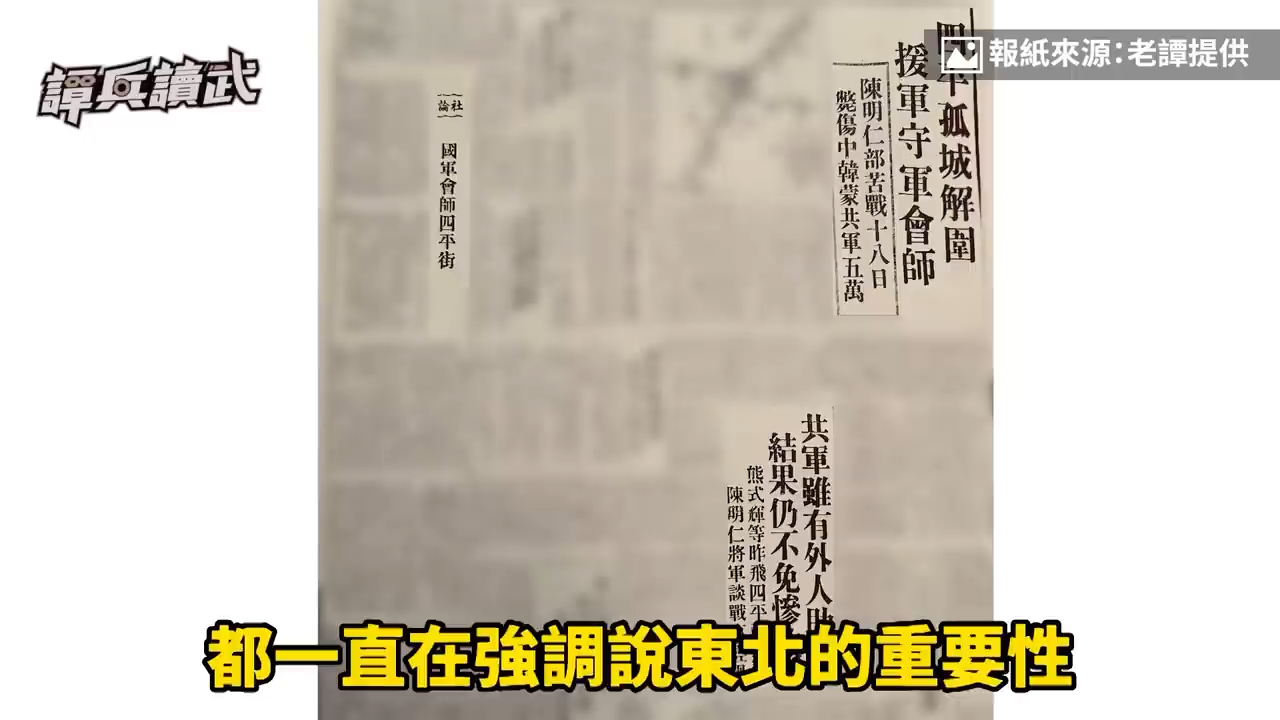 譚兵讀武
報紙來源：老譚提供
平孤城解圍
援軍守軍會師
陳明仁部苦戰十八日
斃傷中韓蒙共軍五萬
社論
國軍會師四平街
共軍雖有外人助
結果仍不免慘
熊式輝等昨飛四平
陳明仁將軍談戰
都一直在強調說東北的重要性